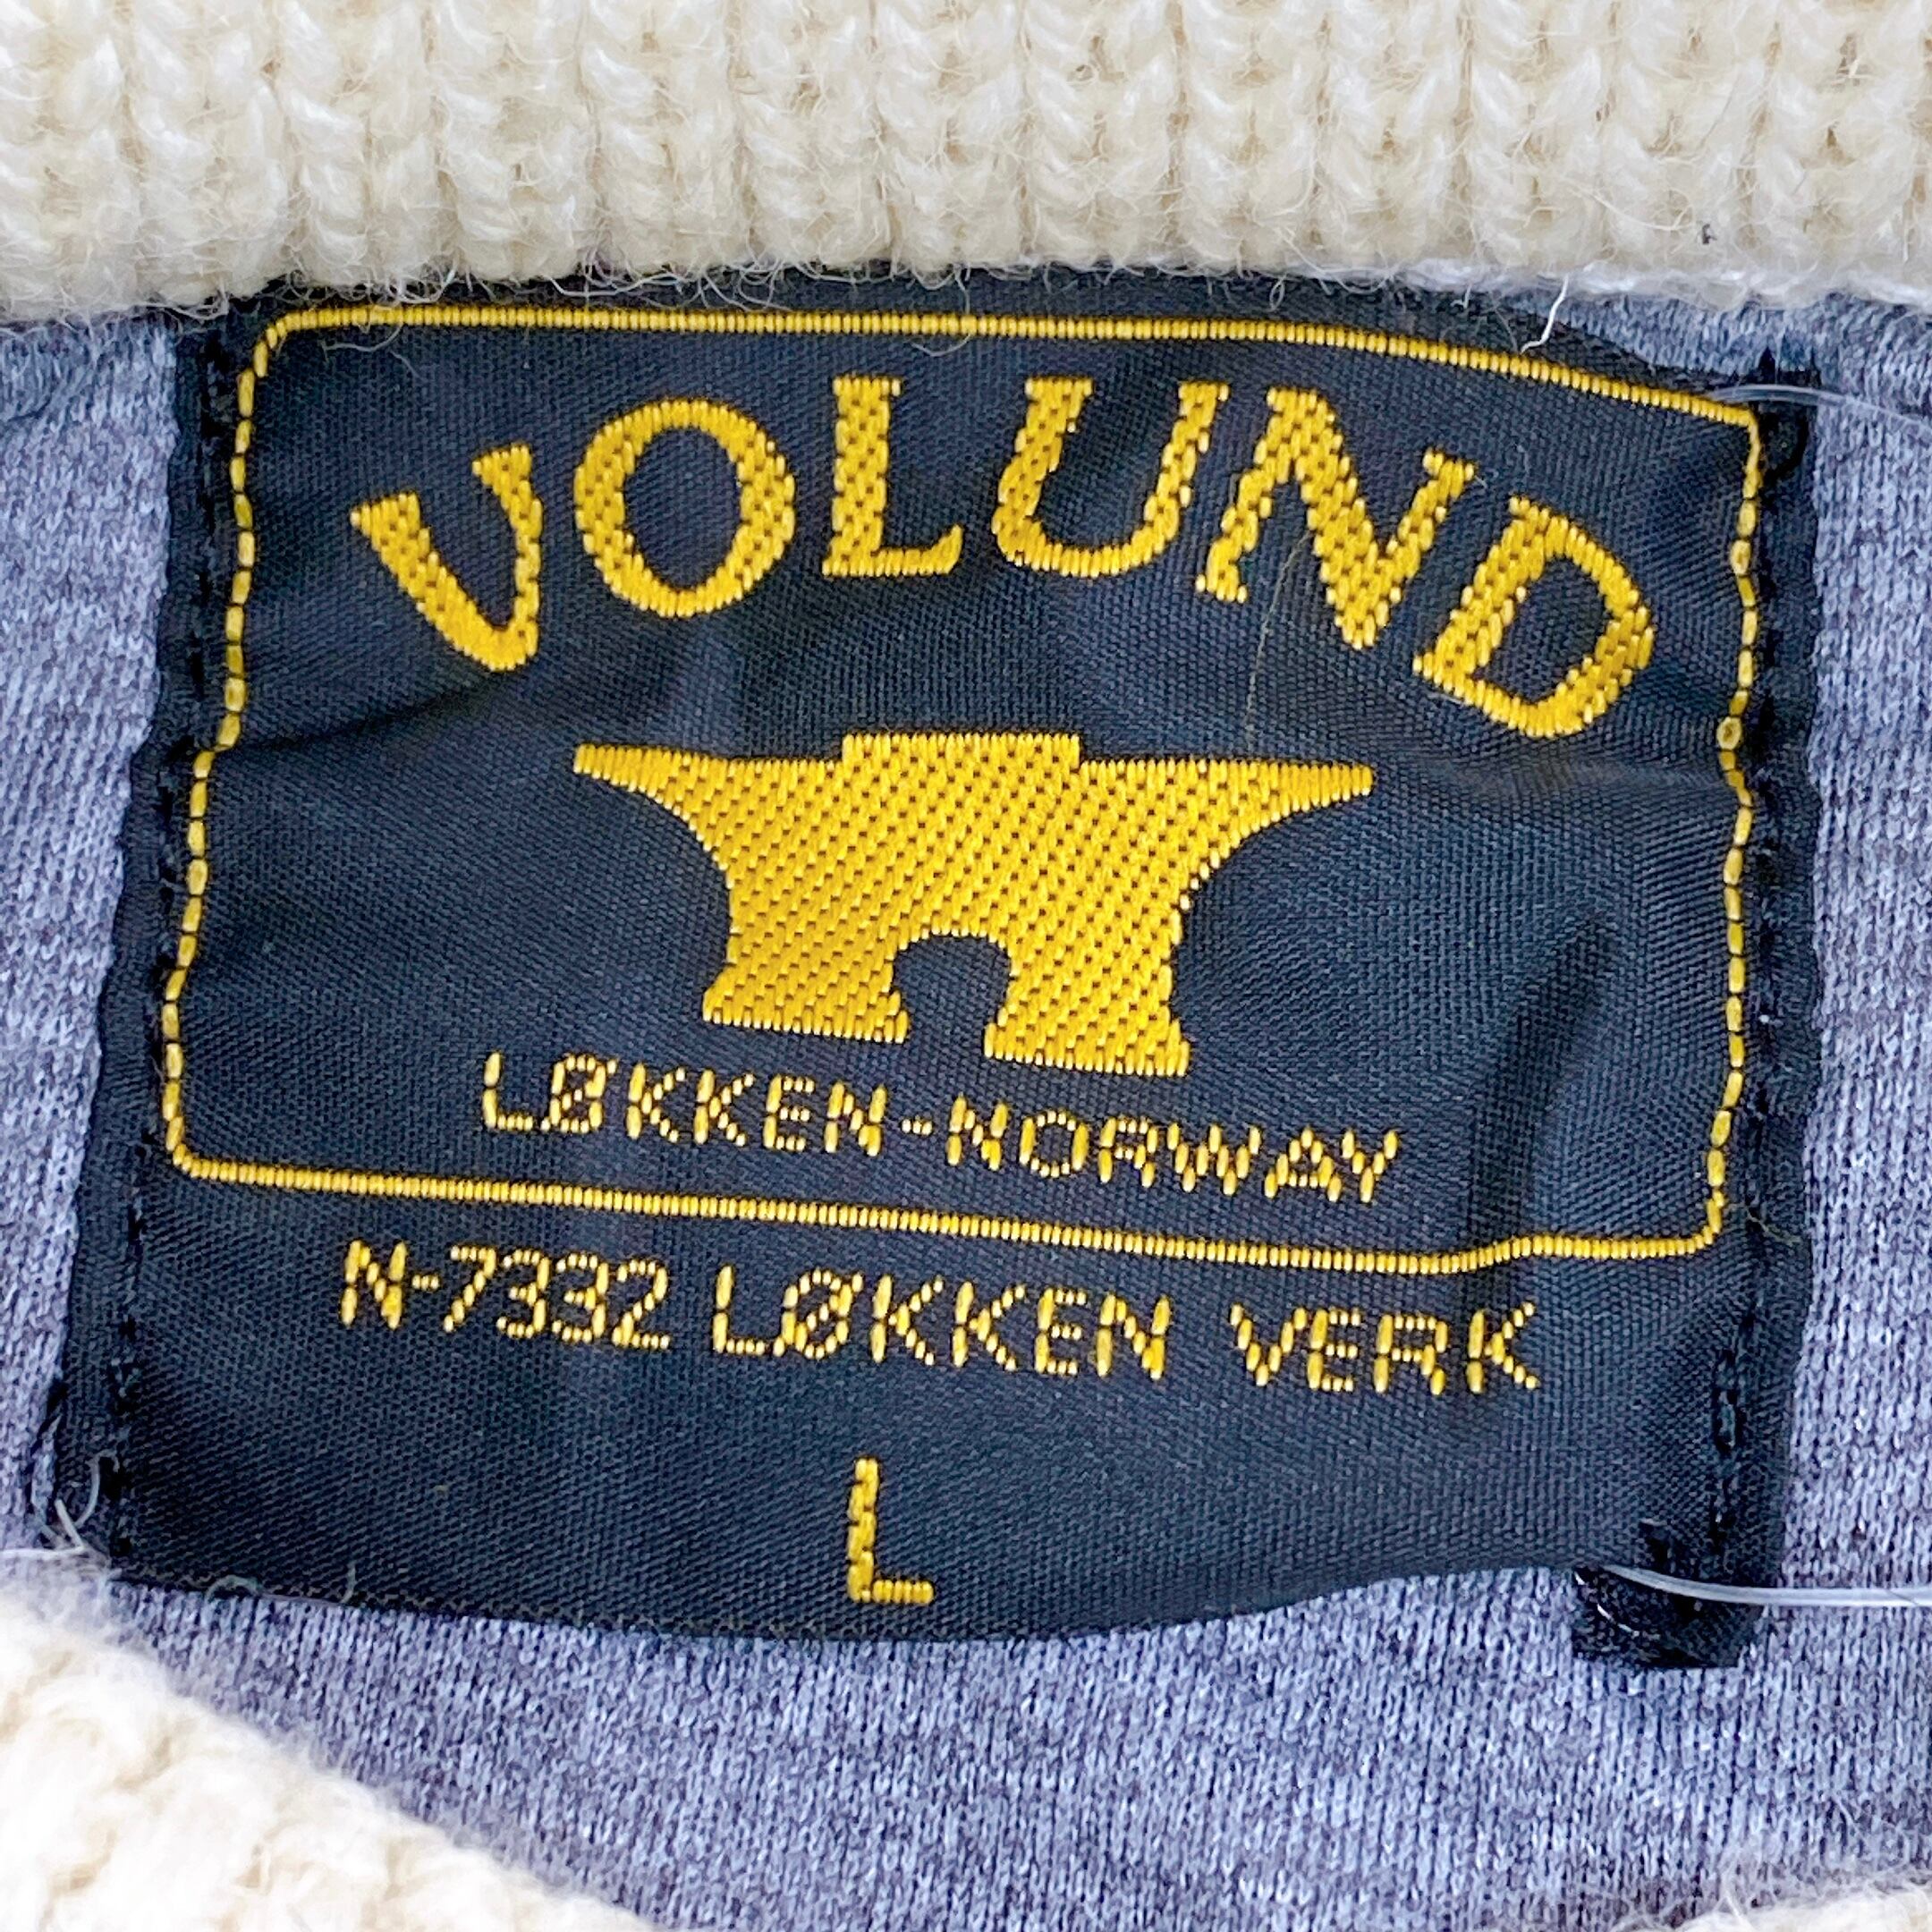 VOLUND
LØKKEN-NORWAY
N-7332 LØKKEN VERK
L